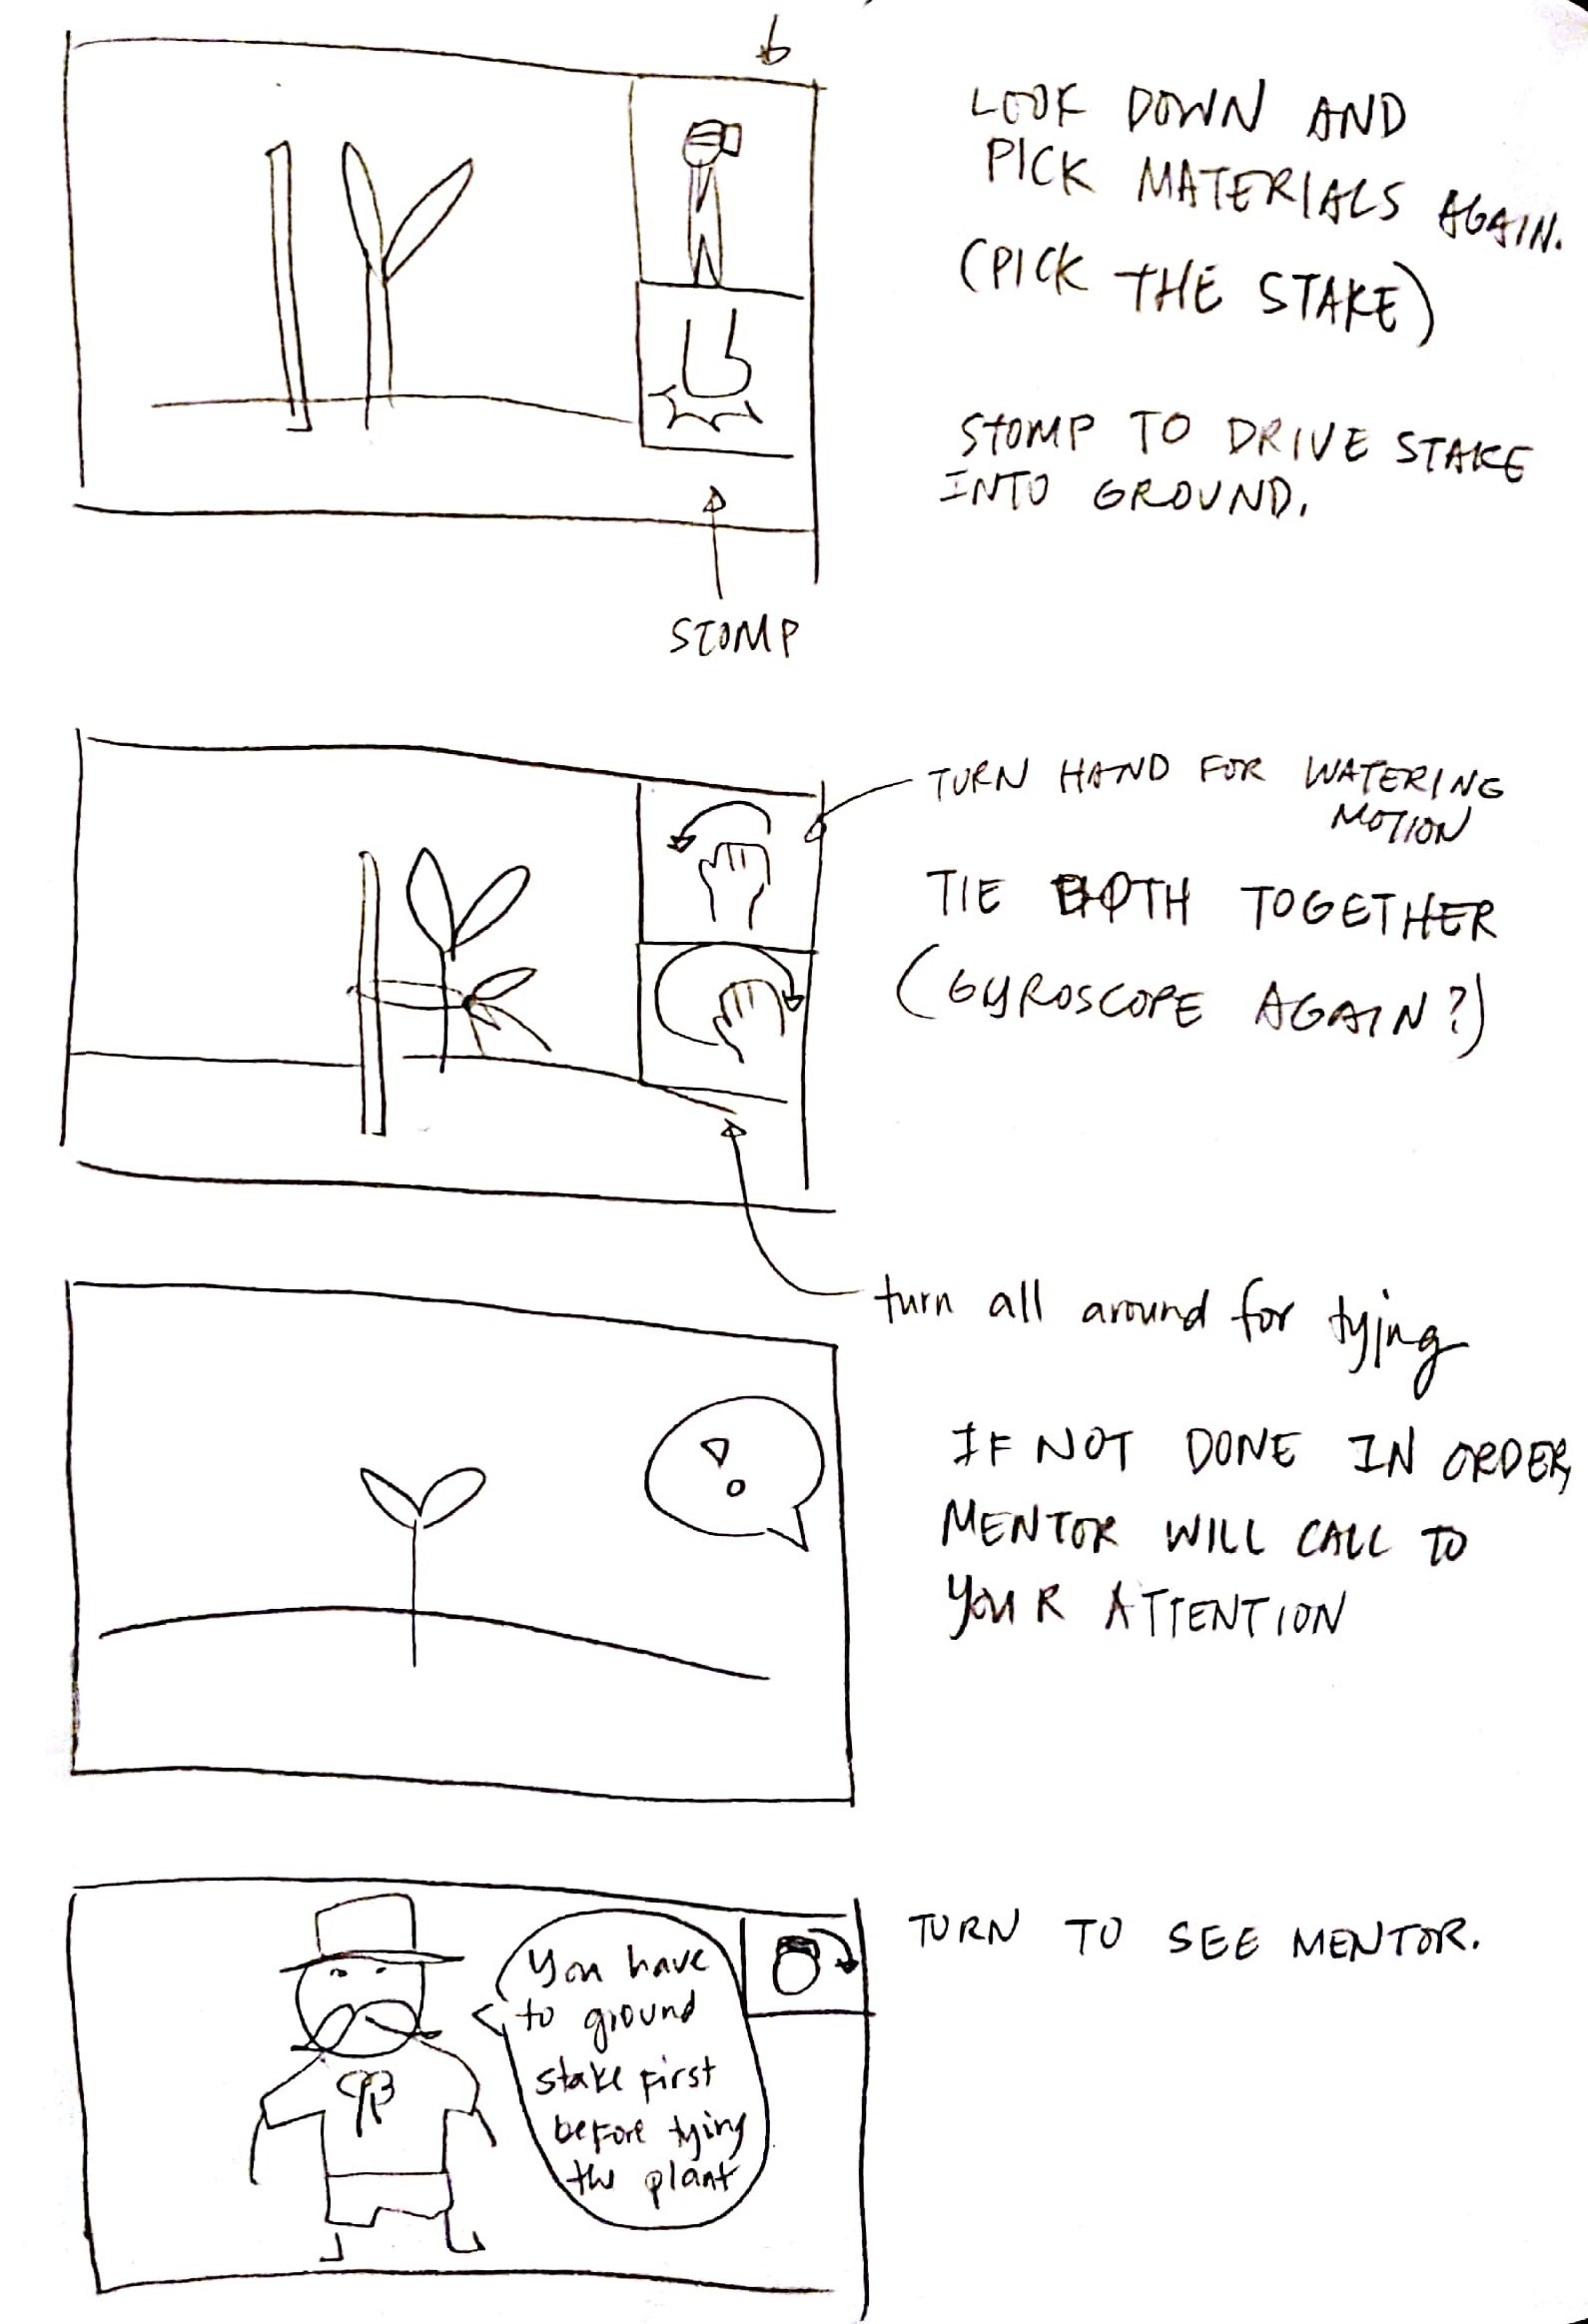 LOOK DOWN AND
PICK MATERIALS AGAIN.
(PICK THE STAKE)
STOMP TO DRIVE STAKE
INTO GROUND.
STOMP
TURN HAND FOR WATERING
MOTION
TIE BOTH TOGETHER
(GYROSCOPE AGAIN?)
turn all around for tying
IF NOT DONE IN ORDER,
MENTOR WILL CALL TO
YOUR ATTENTION
TURN TO SEE MENTOR.
You have
to ground
stake first
before tying
the plant